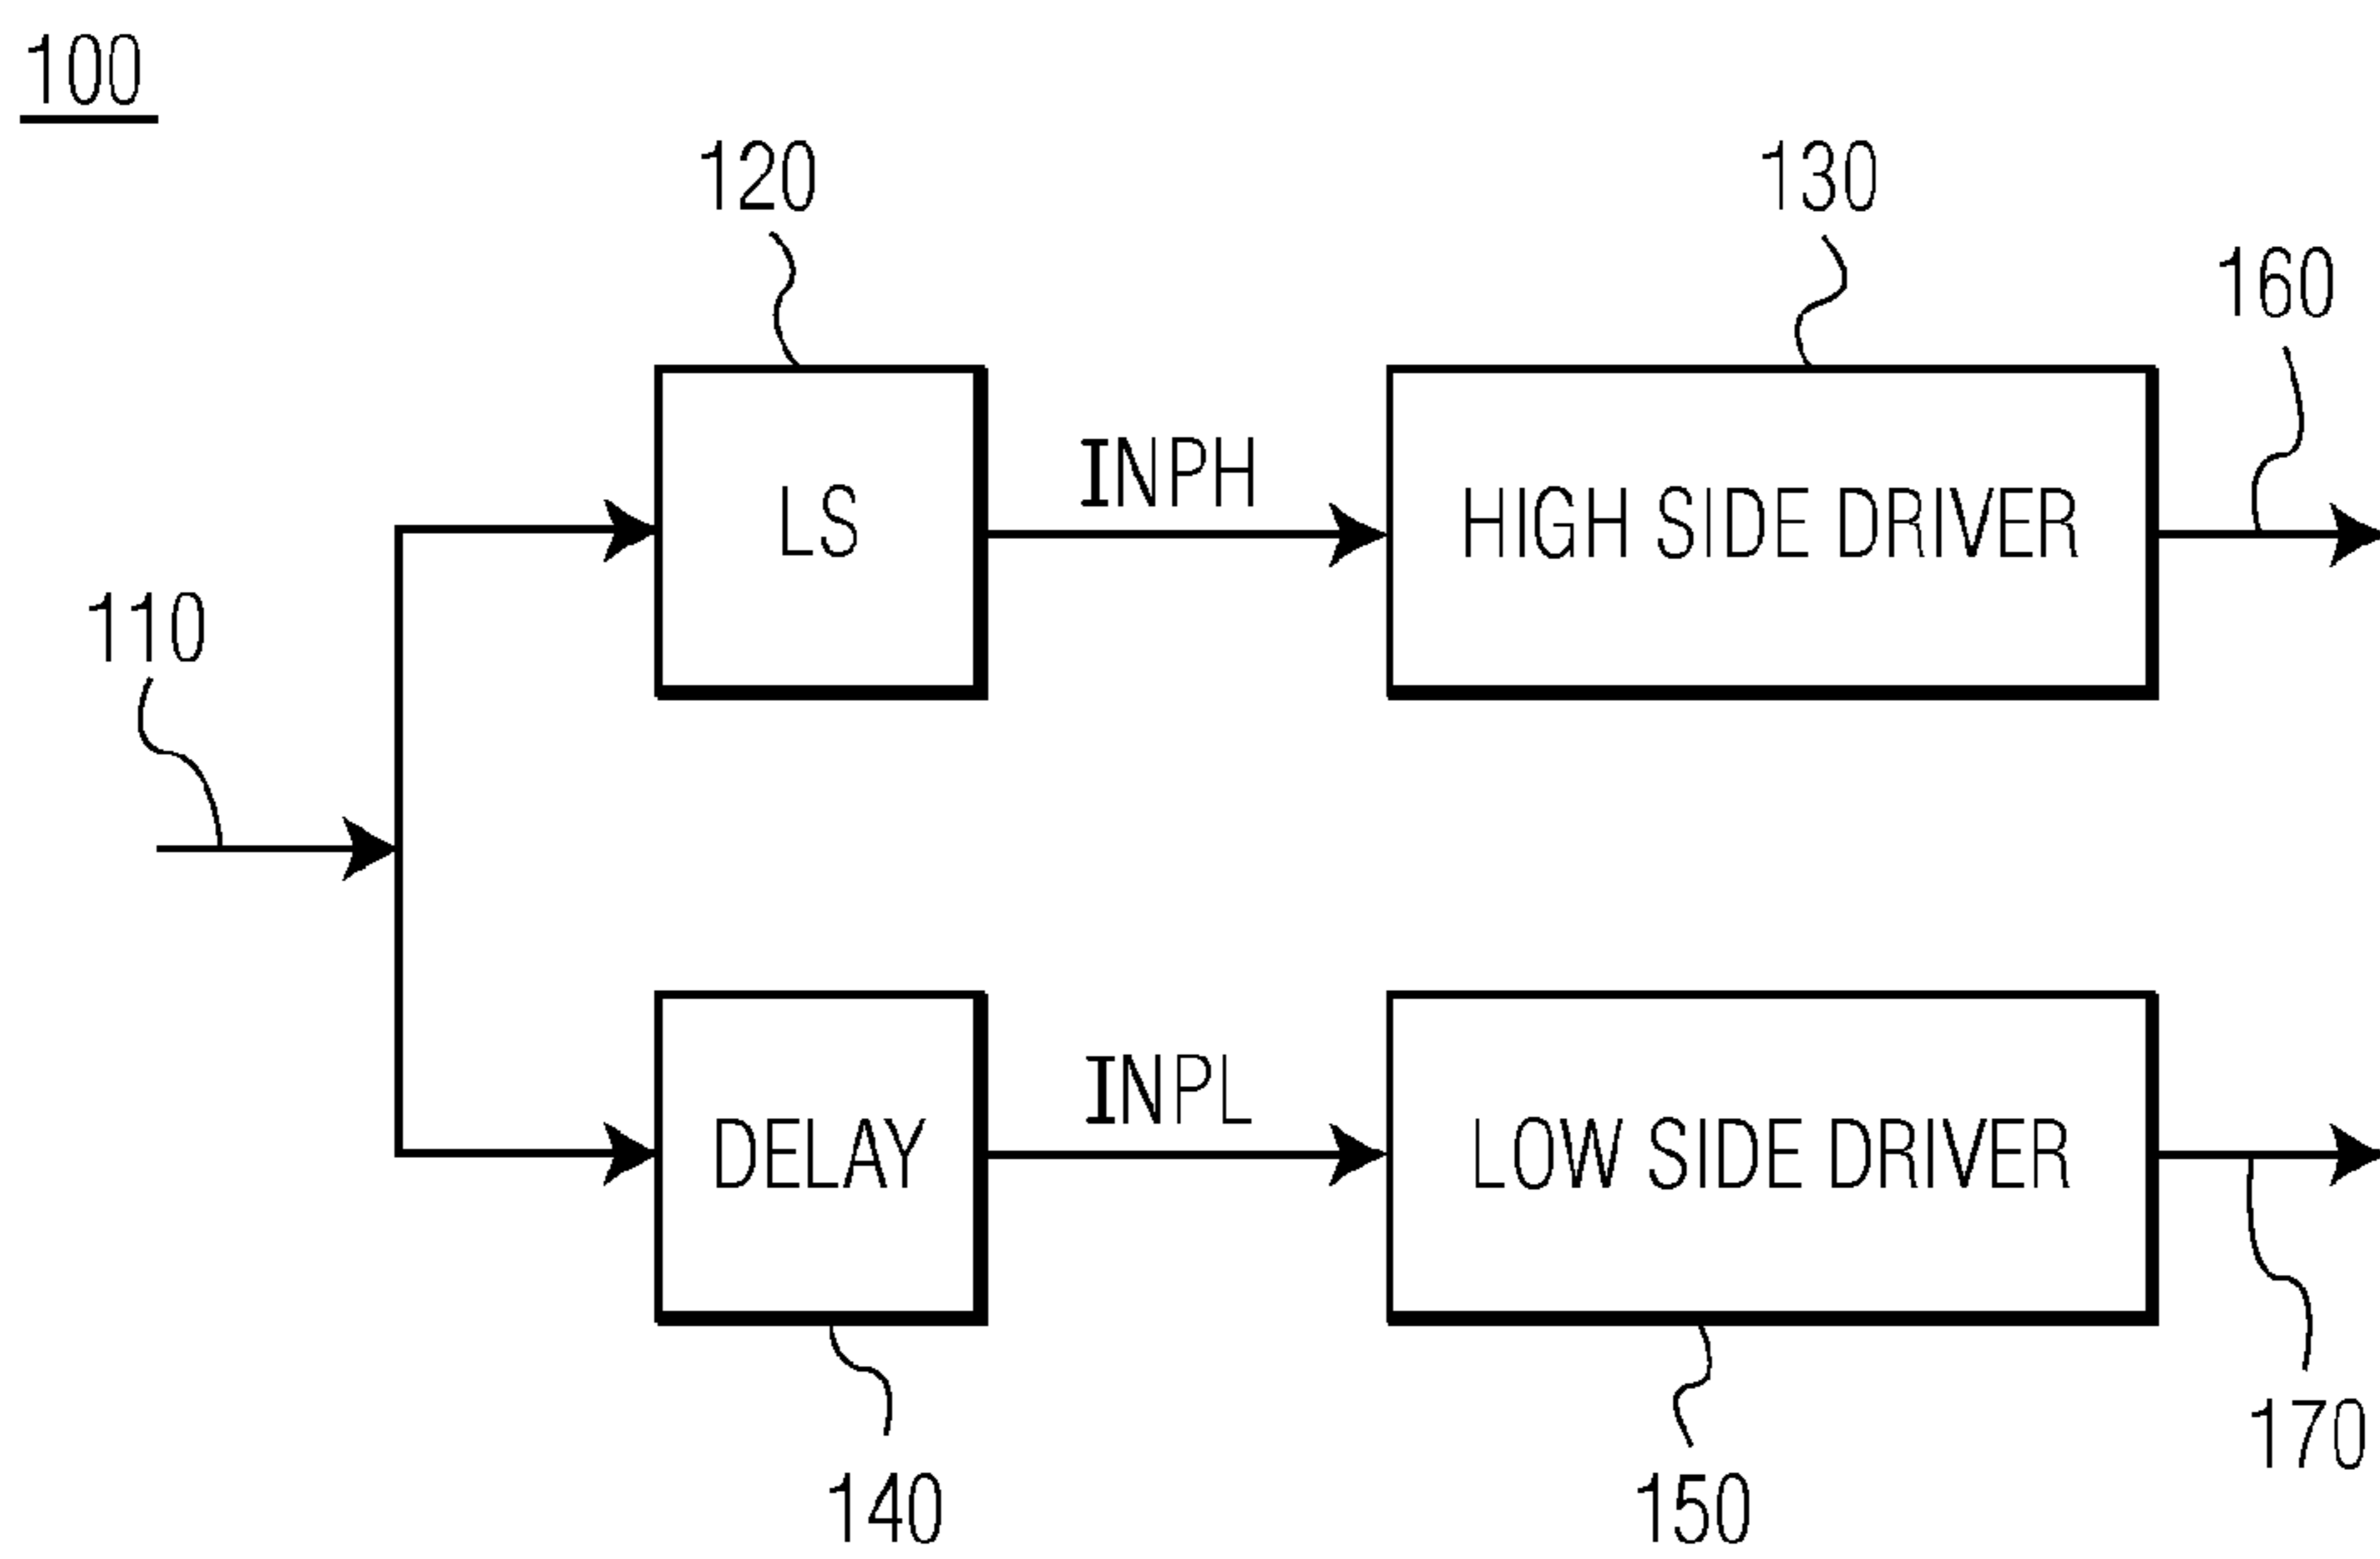 100
120
130
160
INPH
LS
HIGH SIDE DRIVER
110
INPL
DELAY
LOW SIDE DRIVER
170
140
150